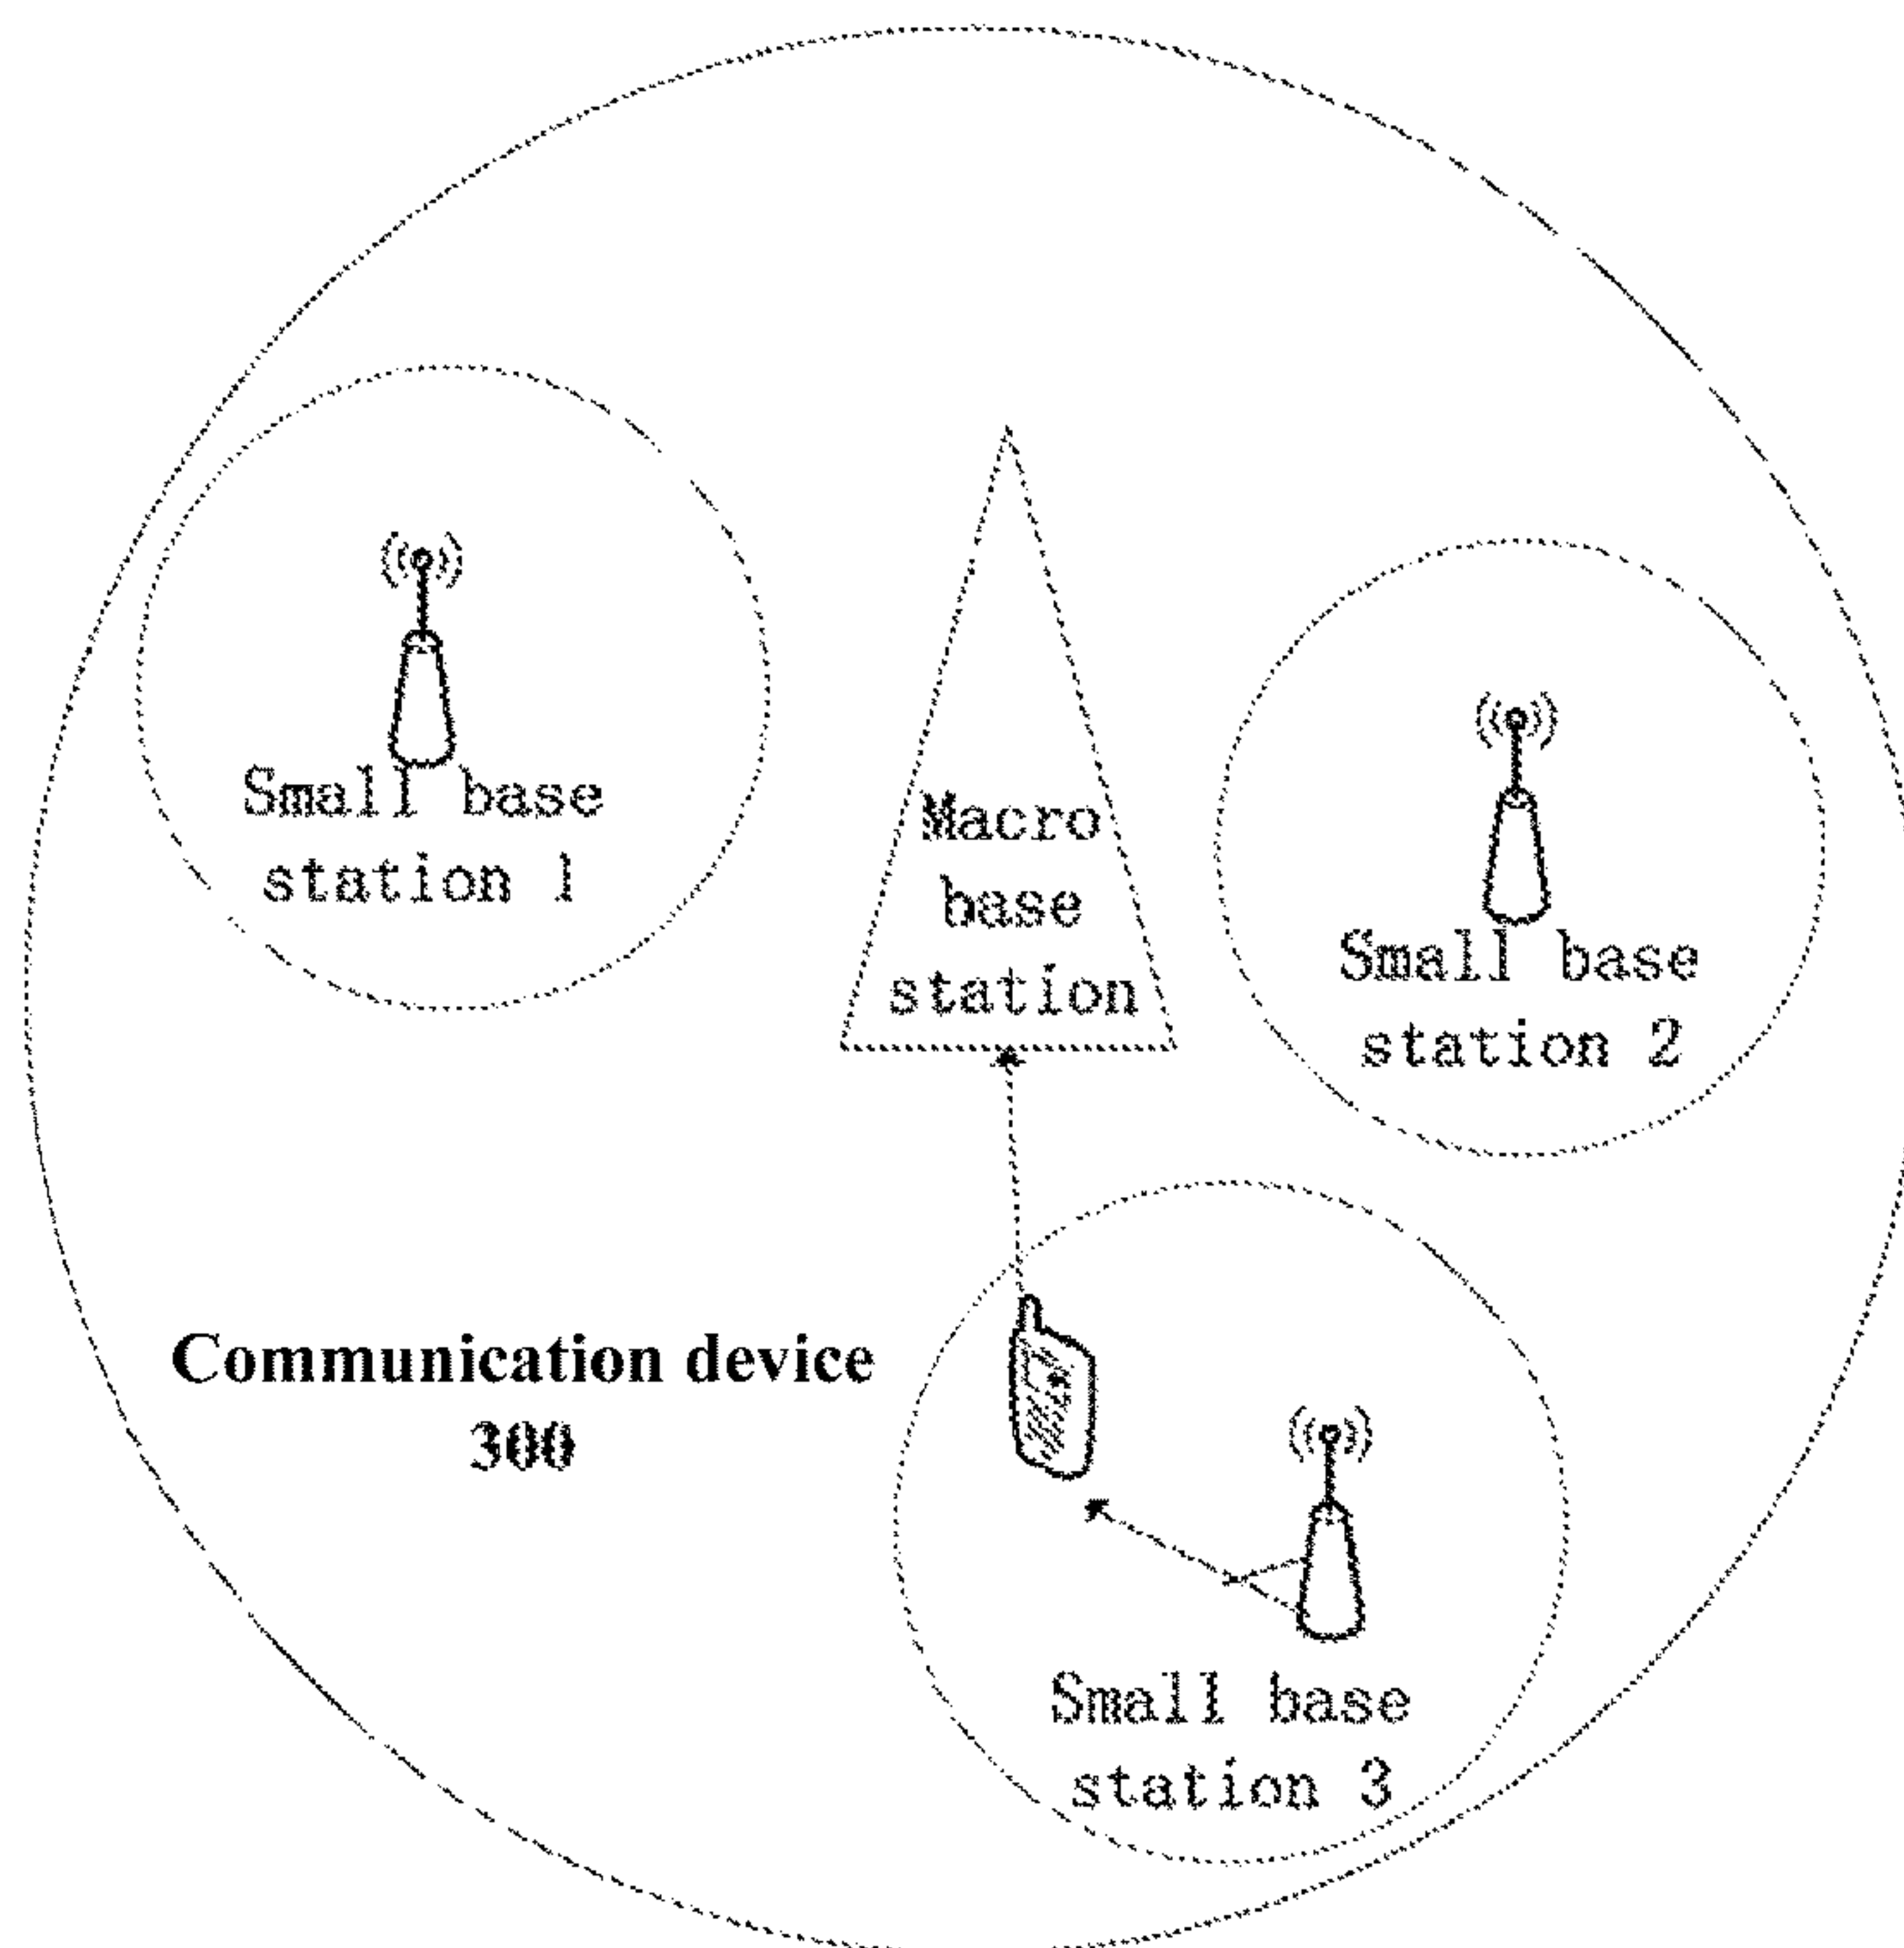 Small base
station 1
Macro
base
station
Small base
station 2
Communication device
300
Small base
station 3